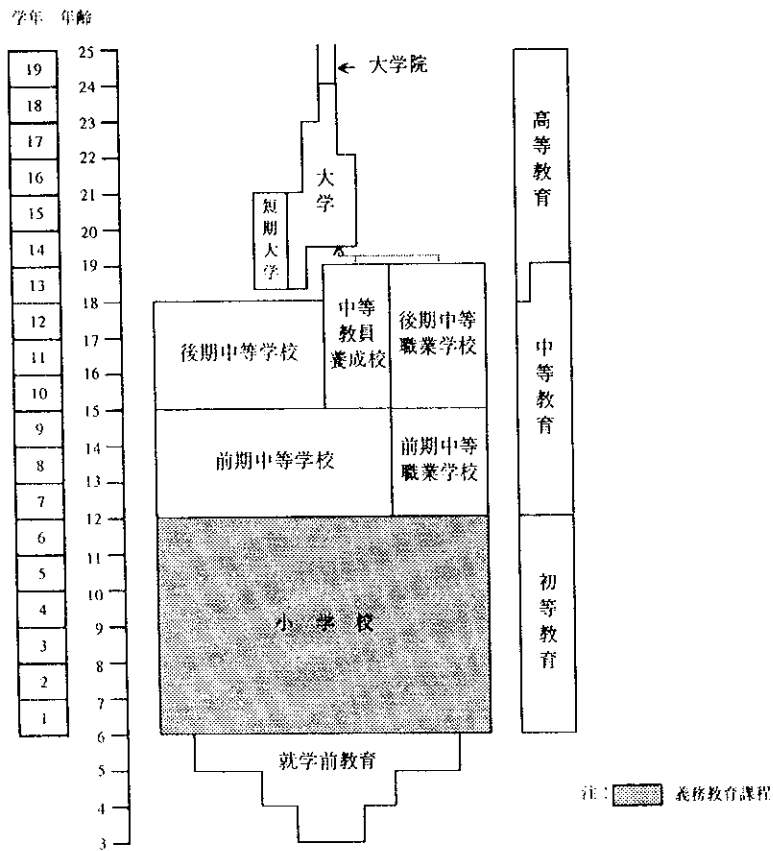 学年 年齢
25
19
24
18
23
17
22
16
21
15
20
14
19
13
18
12
17
11
16
10
15
9
14
8
13
7
12
6
11
5
10
4
9
3
8
2
7
1
6
5
4
3
大学院
大学
短期大学
中等
教員
養成校
後期中等
職業学校
後期中等学校
前期中等学校
前期中等
職業学校
小学校
就学前教育
高等教育
中等教育
初等教育
注: 義務教育課程